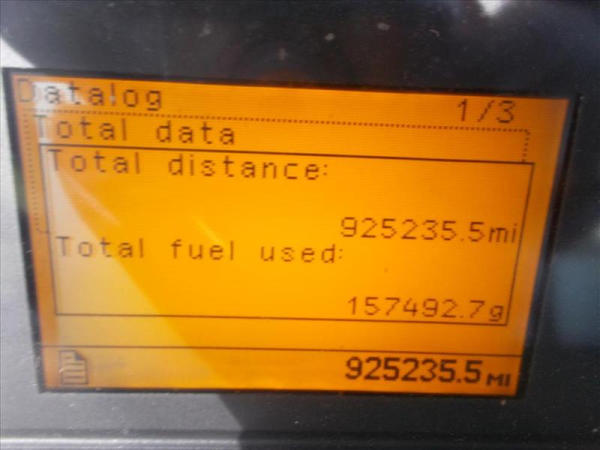 Datalog 1/3
Total data
Total distance:
925235.5mi
Total fuel used:
157492.7g
925235.5 MI